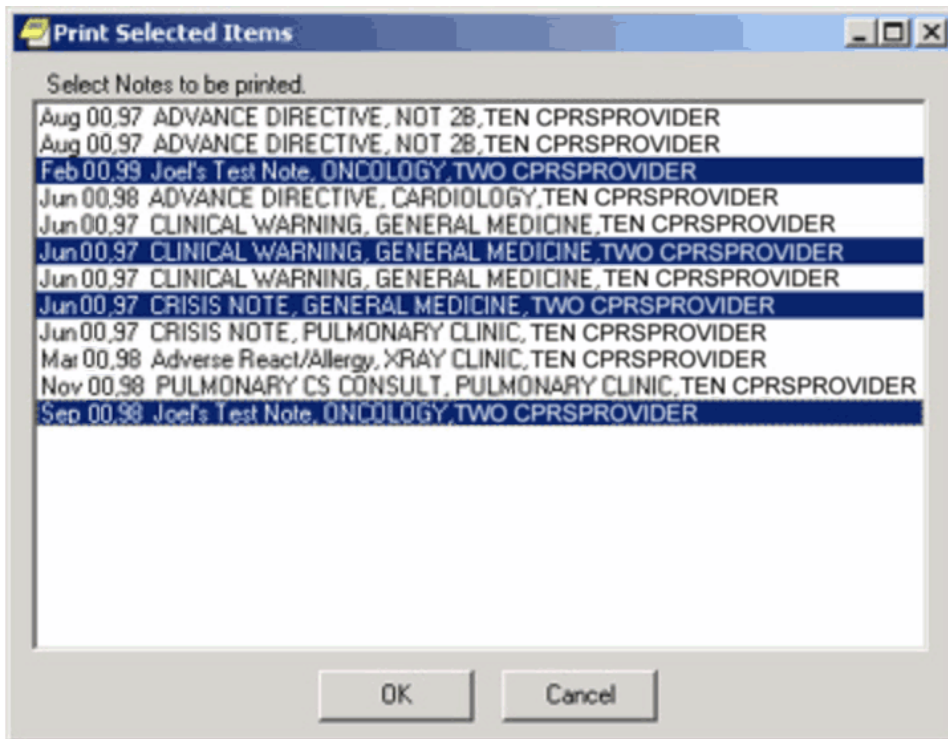 Print Selected Items
Select Notes to be printed.
Aug 00,97 ADVANCE DIRECTIVE, NOT 2B,TEN CPRSPROVIDER
Aug 00,97 ADVANCE DIRECTIVE, NOT 2B,TEN CPRSPROVIDER
Feb 00,99 Joel's Test Note, ONCOLOGY,TWO CPRSPROVIDER
Jun 00,98 ADVANCE DIRECTIVE, CARDIOLOGY,TEN CPRSPROVIDER
Jun 00,97 CLINICAL WARNING, GENERAL MEDICINE,TEN CPRSPROVIDER
Jun 00,97 CLINICAL WARNING, GENERAL MEDICINE,TWO CPRSPROVIDER
Jun 00,97 CLINICAL WARNING, GENERAL MEDICINE, TEN CPRSPROVIDER
Jun 00,97 CRISIS NOTE, GENERAL MEDICINE,TWO CPRSPROVIDER
Jun 00,97 CRISIS NOTE, PULMONARY CLINIC, TEN CPRSPROVIDER
Mar 00,98 Adverse React/Allergy, XRAY CLINIC, TEN CPRSPROVIDER
Nov 00,98 PULMONARY CS CONSULT, PULMONARY CLINIC, TEN CPRSPROVIDER
Sep 00,98 Joel's Test Note, ONCOLOGY,TWO CPRSPROVIDER
OK Cancel